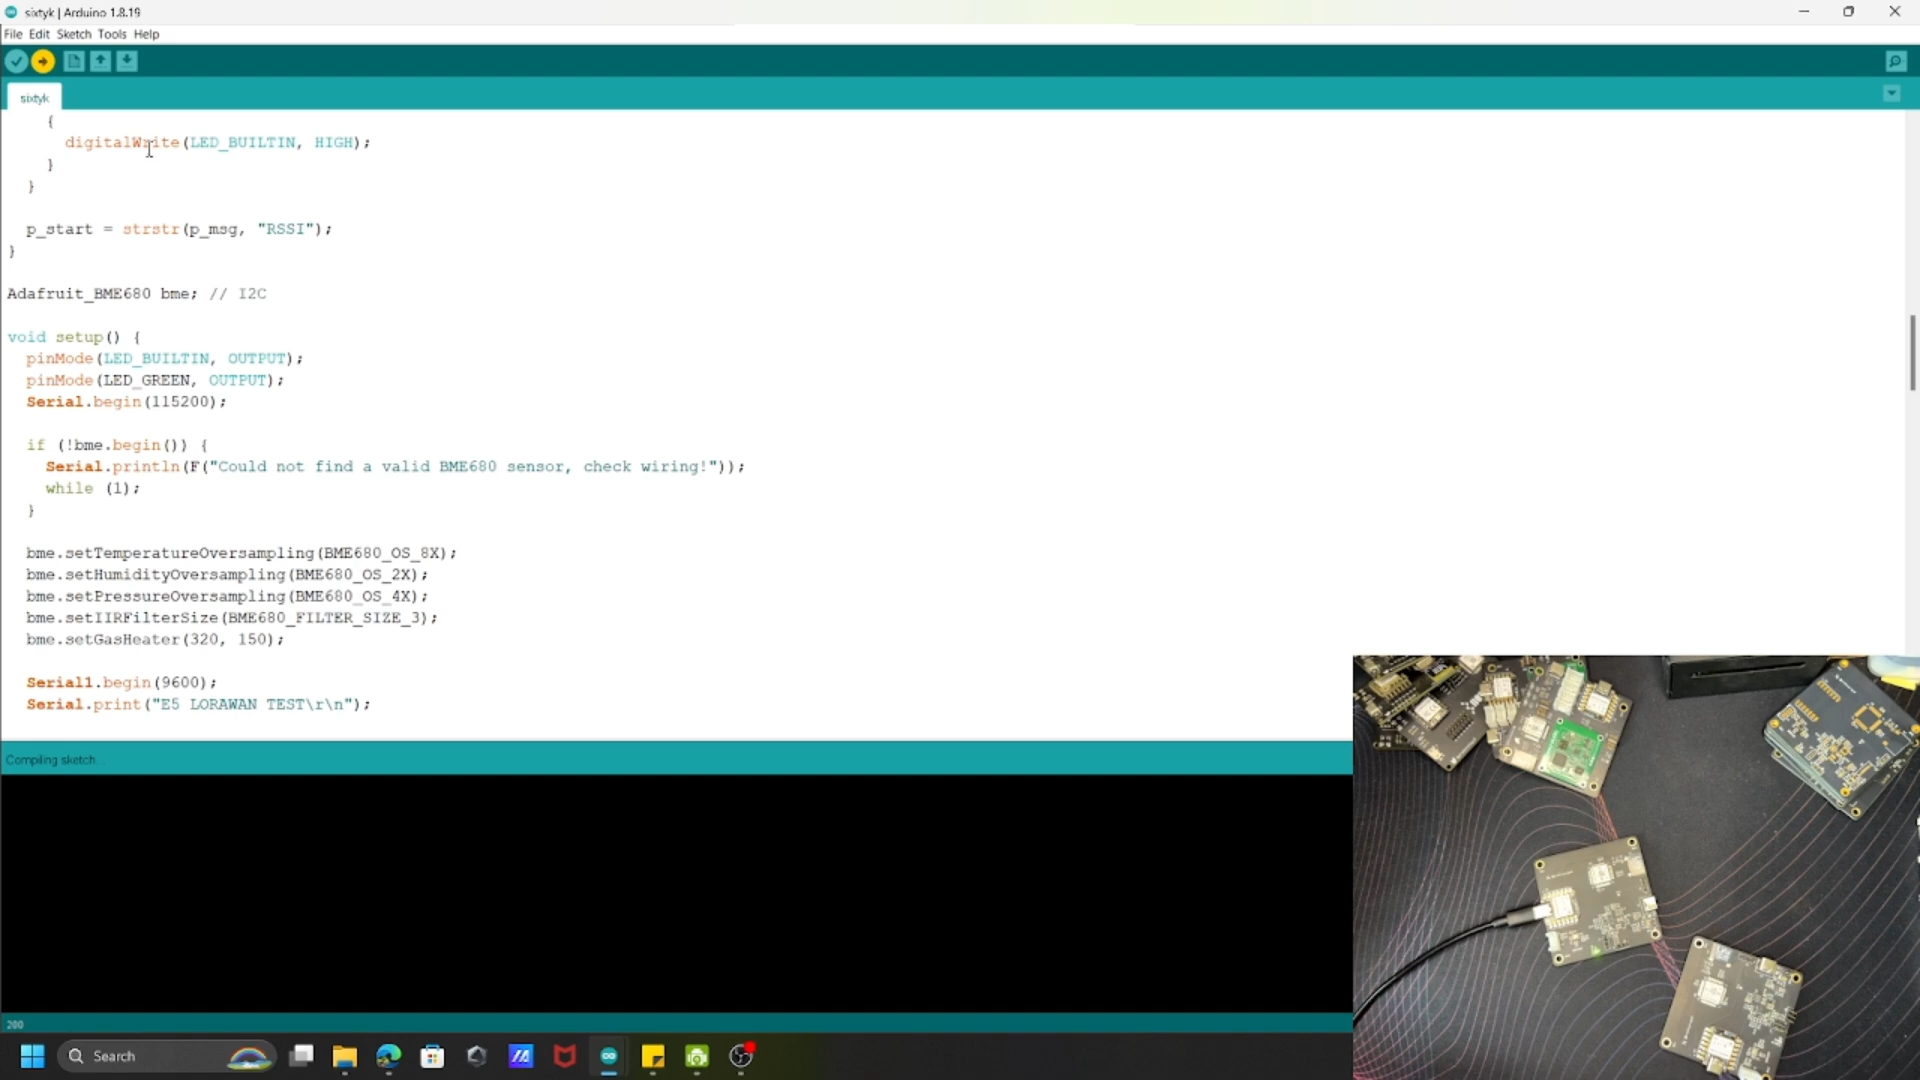 sixtyk | Arduino 1.8.19
File Edit Sketch Tools Help
sixtyk
{
digitalWrite(LED_BUILTIN, HIGH);
}
}
p_start = strstr(p_msg, "RSSI");
}
Adafruit_BME680 bme; // I2C
void setup() {
pinMode(LED_BUILTIN, OUTPUT);
pinMode(LED_GREEN, OUTPUT);
Serial.begin(115200);
if (!bme.begin()) {
Serial.println(F("Could not find a valid BME680 sensor, check wiring!"));
while (1);
}
bme.setTemperatureOversampling(BME680_OS_8X);
bme.setHumidityOversampling(BME680_OS_2X);
bme.setPressureOversampling(BME680_OS_4X);
bme.setIIRFilterSize(BME680_FILTER_SIZE_3);
bme.setGasHeater(320, 150);
Serial1.begin(9600);
Serial.print("E5 LORAWAN TEST\r\n");
Compiling sketch...
200
Search